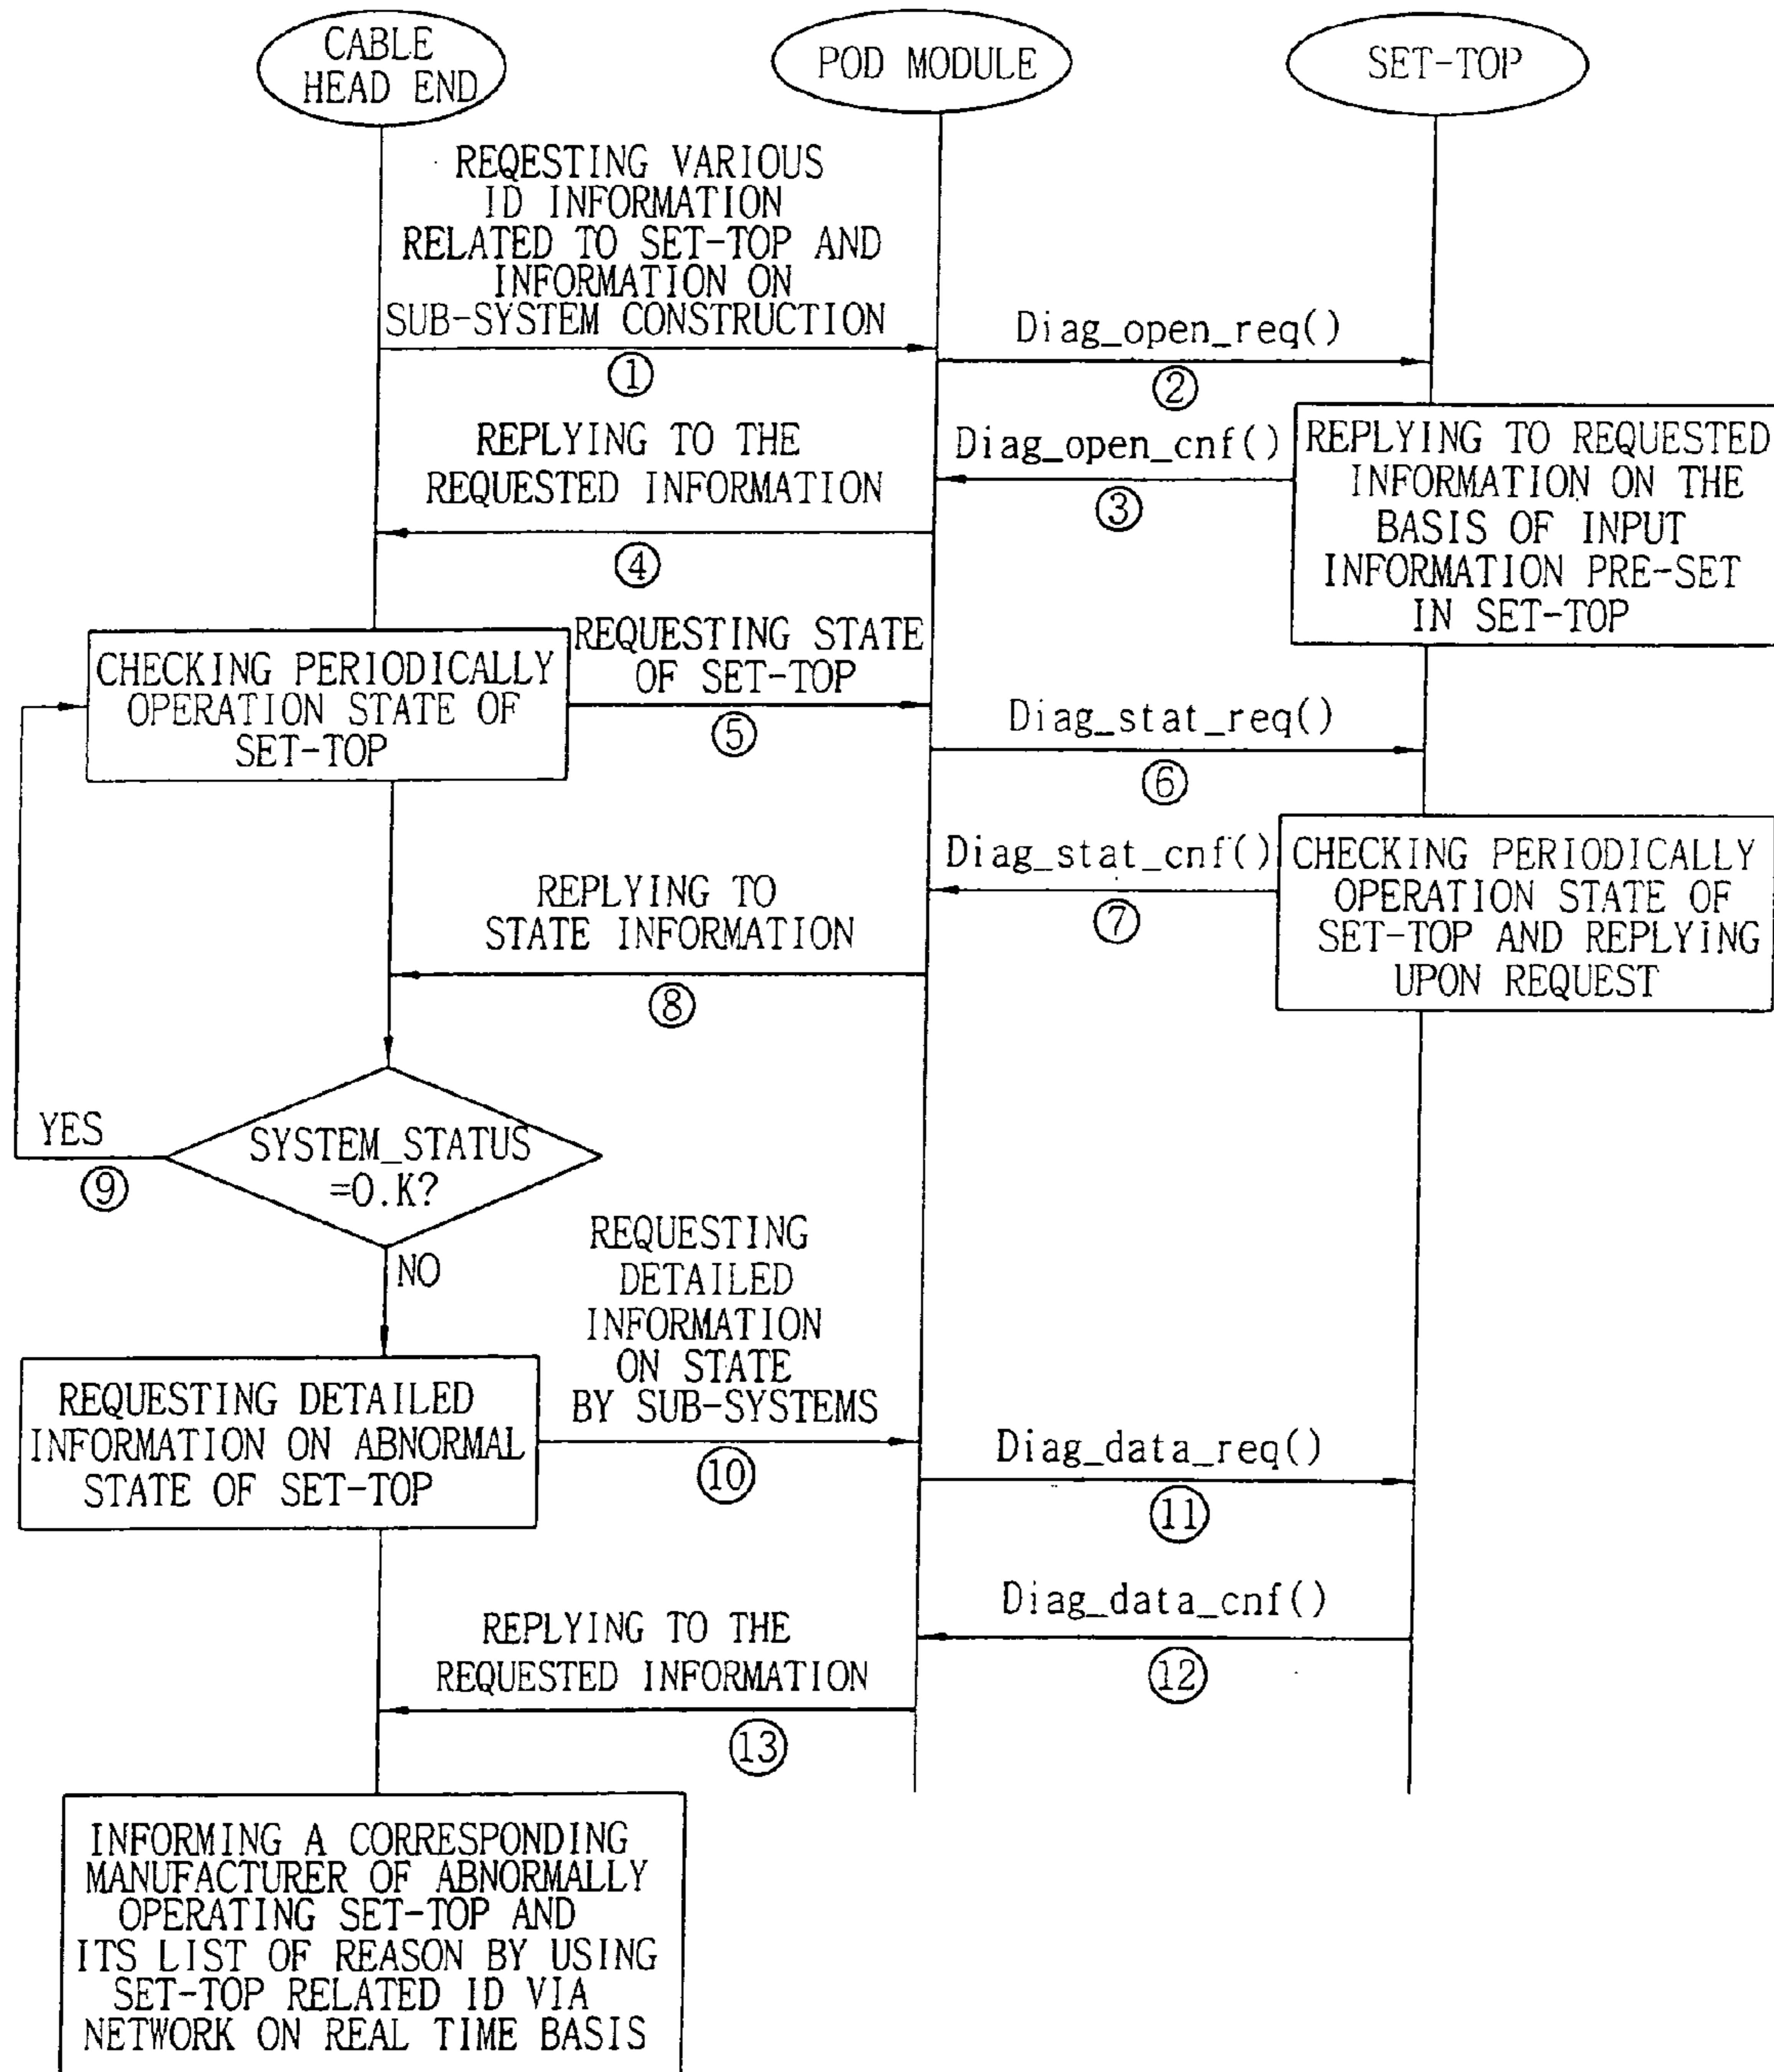 CABLE
HEAD END
POD MODULE
SET-TOP
REQESTING VARIOUS
ID INFORMATION
RELATED TO SET-TOP AND
INFORMATION ON
SUB-SYSTEM CONSTRUCTION
①
Diag_open_req()
②
REPLYING TO THE
REQUESTED INFORMATION
④
Diag_open_cnf()
③
REPLYING TO REQUESTED
INFORMATION ON THE
BASIS OF INPUT
INFORMATION PRE-SET
IN SET-TOP
CHECKING PERIODICALLY
OPERATION STATE OF
SET-TOP
REQUESTING STATE
OF SET-TOP
⑤
Diag_stat_req()
⑥
Diag_stat_cnf()
⑦
CHECKING PERIODICALLY
OPERATION STATE OF
SET-TOP AND REPLYING
UPON REQUEST
REPLYING TO
STATE INFORMATION
⑧
YES
⑨
SYSTEM_STATUS
=O.K?
NO
REQUESTING
DETAILED
INFORMATION
ON STATE
BY SUB-SYSTEMS
⑩
REQUESTING DETAILED
INFORMATION ON ABNORMAL
STATE OF SET-TOP
Diag_data_req()
⑪
Diag_data_cnf()
⑫
REPLYING TO THE
REQUESTED INFORMATION
⑬
INFORMING A CORRESPONDING
MANUFACTURER OF ABNORMALLY
OPERATING SET-TOP AND
ITS LIST OF REASON BY USING
SET-TOP RELATED ID VIA
NETWORK ON REAL TIME BASIS